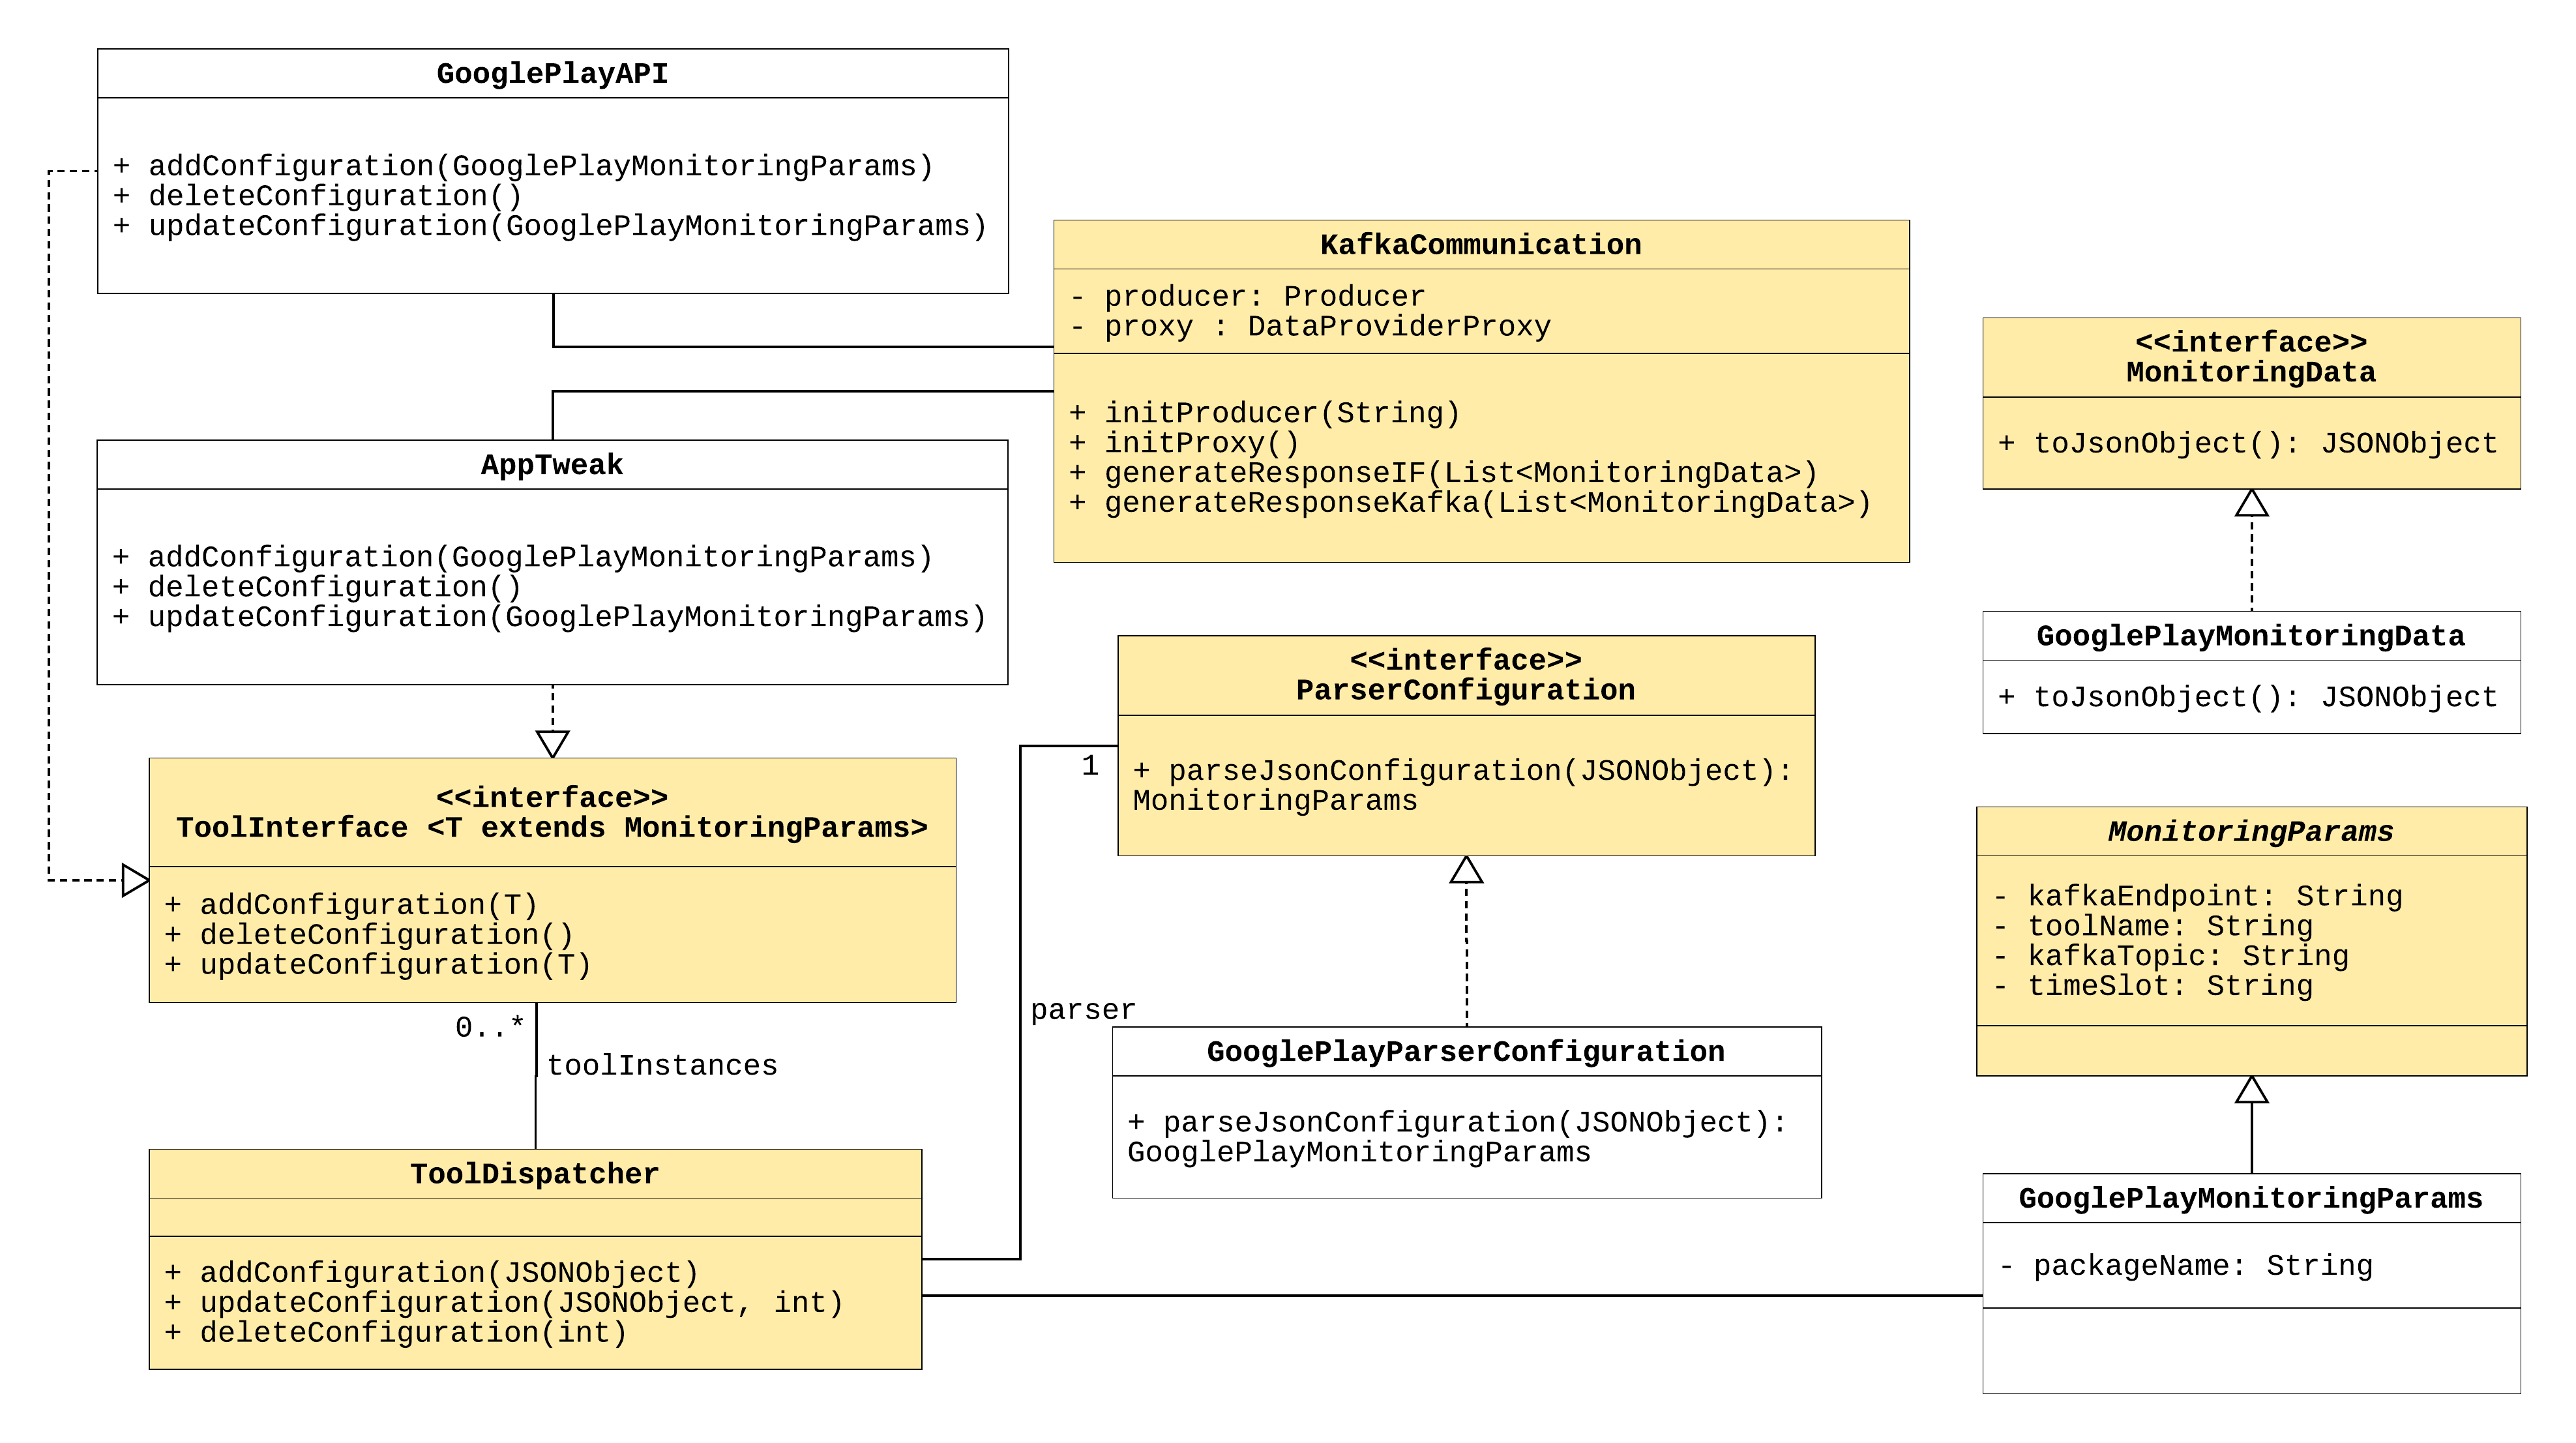 GooglePlayAPI
+ addConfiguration(GooglePlayMonitoringParams)
+ deleteConfiguration()
+ updateConfiguration(GooglePlayMonitoringParams)
KafkaCommunication
- producer: Producer
- proxy : DataProviderProxy
+ initProducer(String)
+ initProxy()
+ generateResponseIF(List<MonitoringData>)
+ generateResponseKafka(List<MonitoringData>)
<<interface>>
MonitoringData
+ toJsonObject(): JSONObject
AppTweak
+ addConfiguration(GooglePlayMonitoringParams)
+ deleteConfiguration()
+ updateConfiguration(GooglePlayMonitoringParams)
<<interface>>
ParserConfiguration
+ parseJsonConfiguration(JSONObject):
MonitoringParams
1
GooglePlayMonitoringData
+ toJsonObject(): JSONObject
<<interface>>
ToolInterface <T extends MonitoringParams>
+ addConfiguration(T)
+ deleteConfiguration()
+ updateConfiguration(T)
MonitoringParams
- kafkaEndpoint: String
- toolName: String
- kafkaTopic: String
- timeSlot: String
0..*
toolInstances
parser
GooglePlayParserConfiguration
+ parseJsonConfiguration(JSONObject):
GooglePlayMonitoringParams
ToolDispatcher
+ addConfiguration(JSONObject)
+ updateConfiguration(JSONObject, int)
+ deleteConfiguration(int)
GooglePlayMonitoringParams
- packageName: String